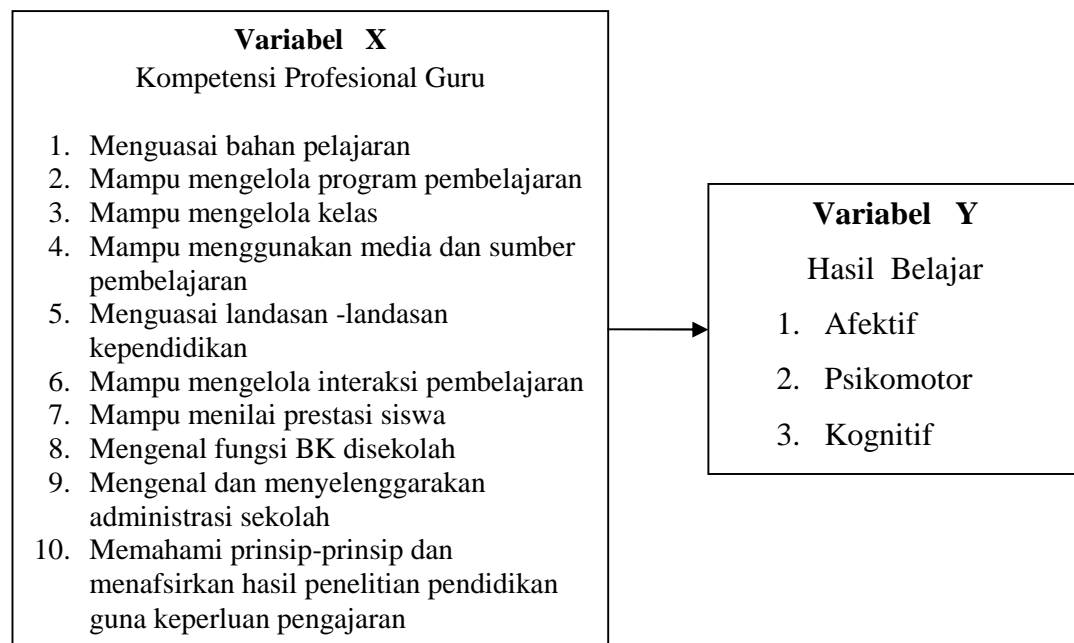 Variabel X
Kompetensi Profesional Guru
1. Menguasai bahan pelajaran
2. Mampu mengelola program pembelajaran
3. Mampu mengelola kelas
4. Mampu menggunakan media dan sumber
pembelajaran
5. Menguasai landasan -landasan
kependidikan
6. Mampu mengelola interaksi pembelajaran
7. Mampu menilai prestasi siswa
8. Mengenal fungsi BK disekolah
9. Mengenal dan menyelenggarakan
administrasi sekolah
10. Memahami prinsip-prinsip dan
menafsirkan hasil penelitian pendidikan
guna keperluan pengajaran
Variabel Y
Hasil Belajar
1. Afektif
2. Psikomotor
3. Kognitif